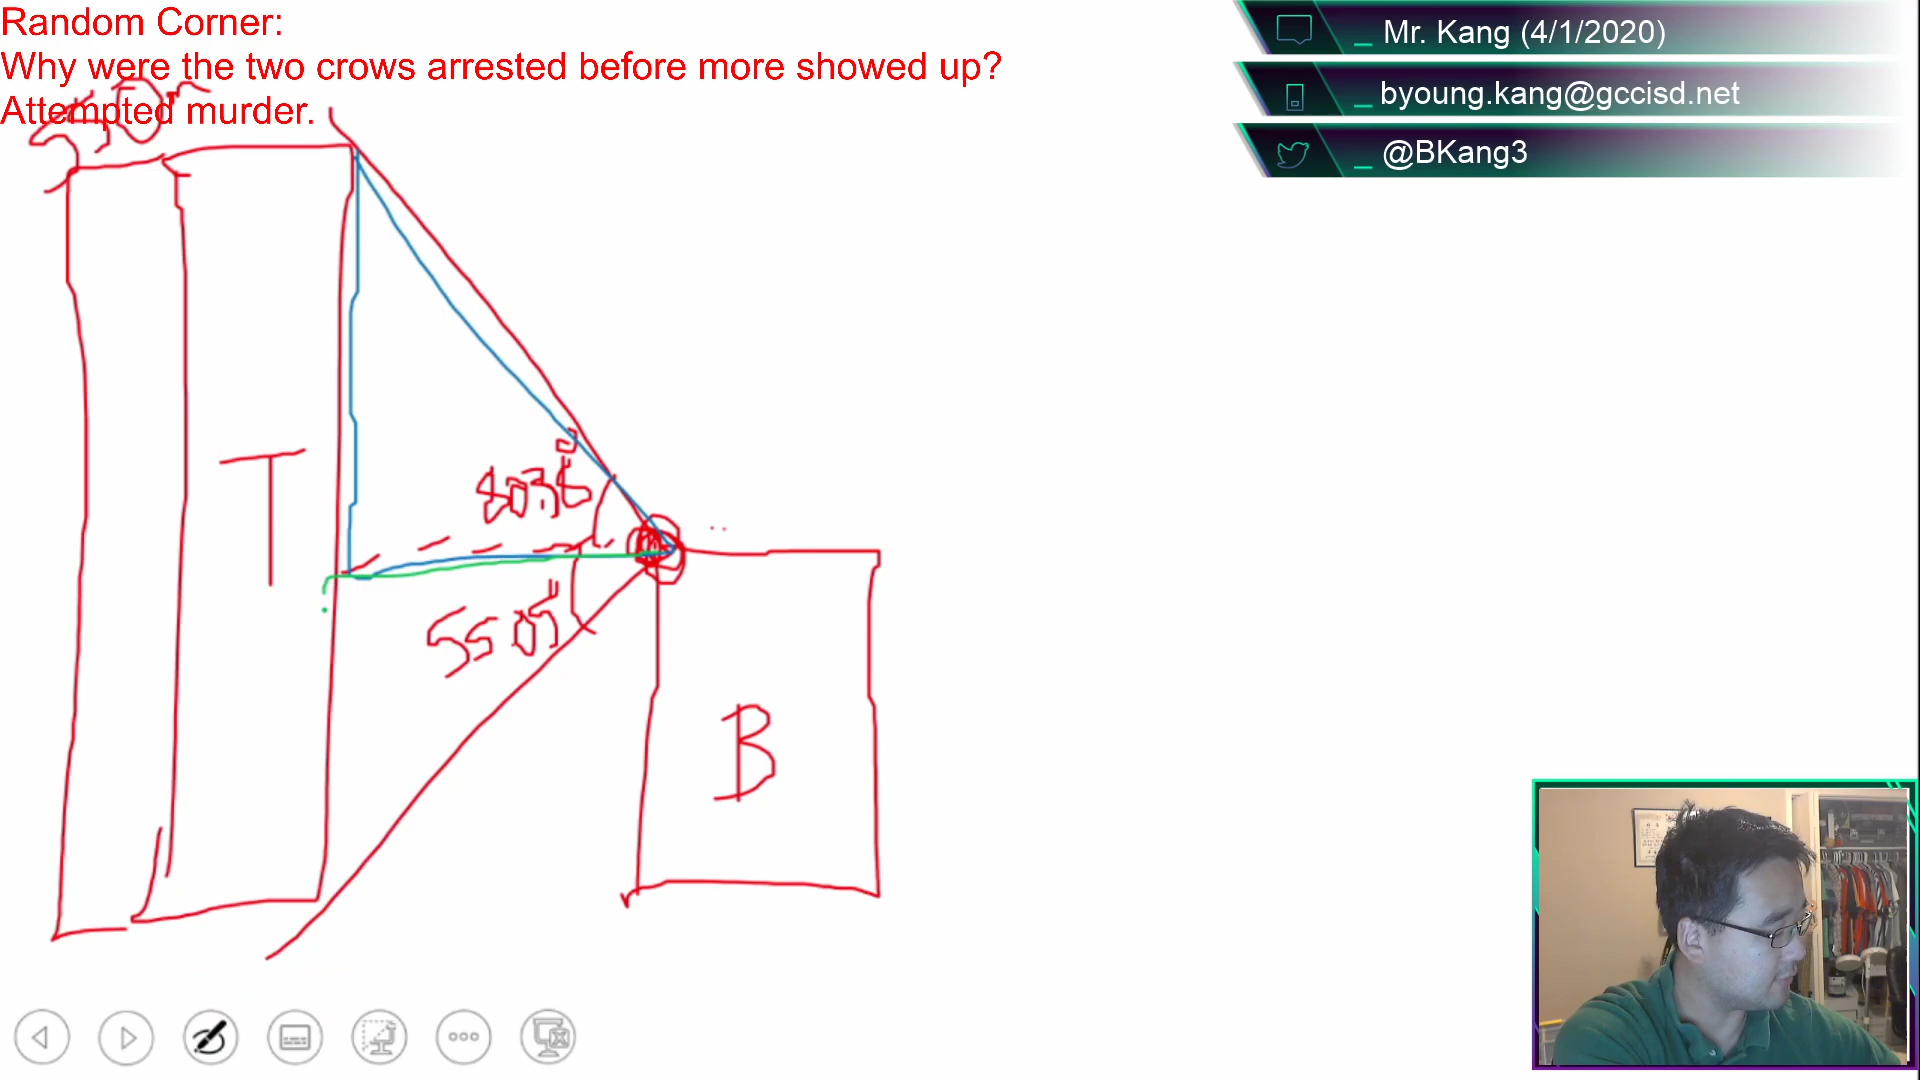 Random Corner:
Why were the two crows arrested before more showed up?
Attempted murder.
_ Mr. Kang (4/1/2020)
_ byoung.kang@gccisd.net
_ @BKang3
T
B